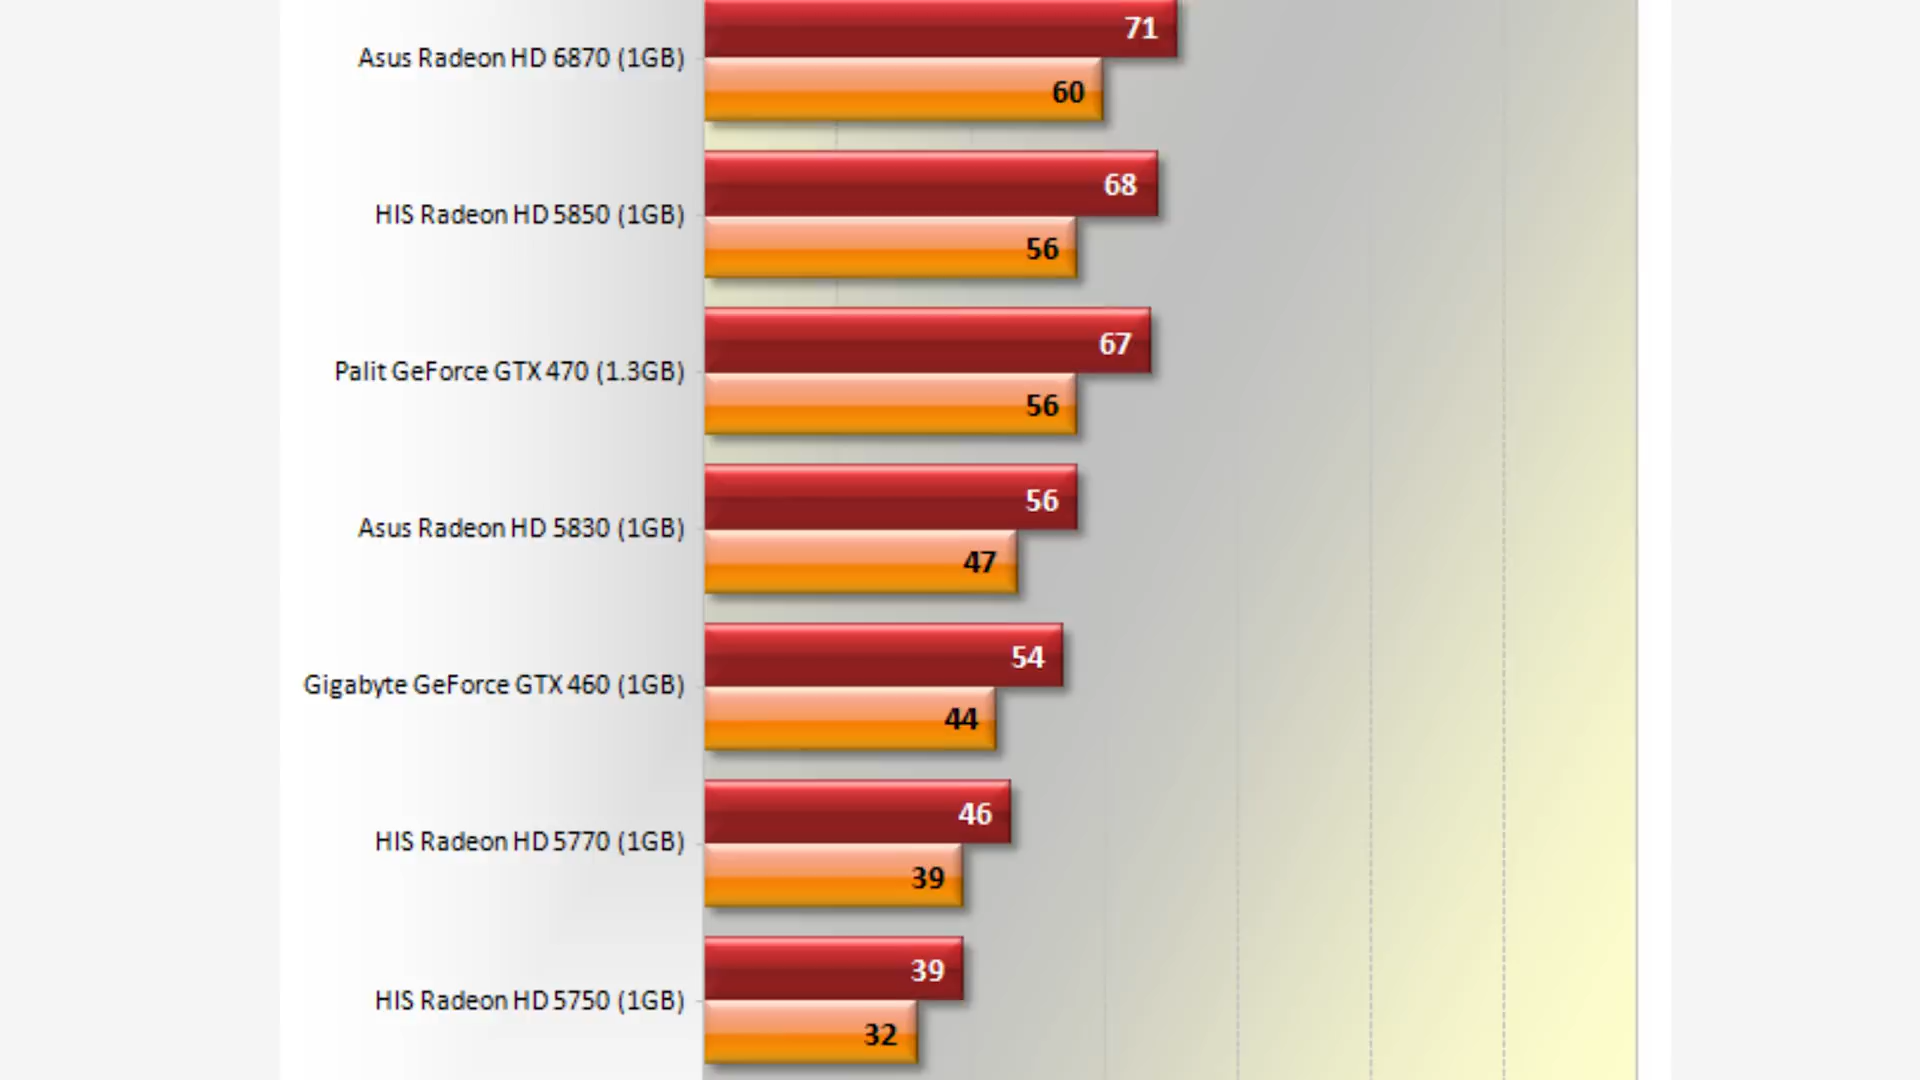 71
Asus Radeon HD 6870 (1GB)
60
68
HIS Radeon HD 5850 (1GB)
56
67
Palit GeForce GTX 470 (1.3GB)
56
56
Asus Radeon HD 5830 (1GB)
47
54
Gigabyte GeForce GTX 460 (1GB)
44
46
HIS Radeon HD 5770 (1GB)
39
39
HIS Radeon HD 5750 (1GB)
32